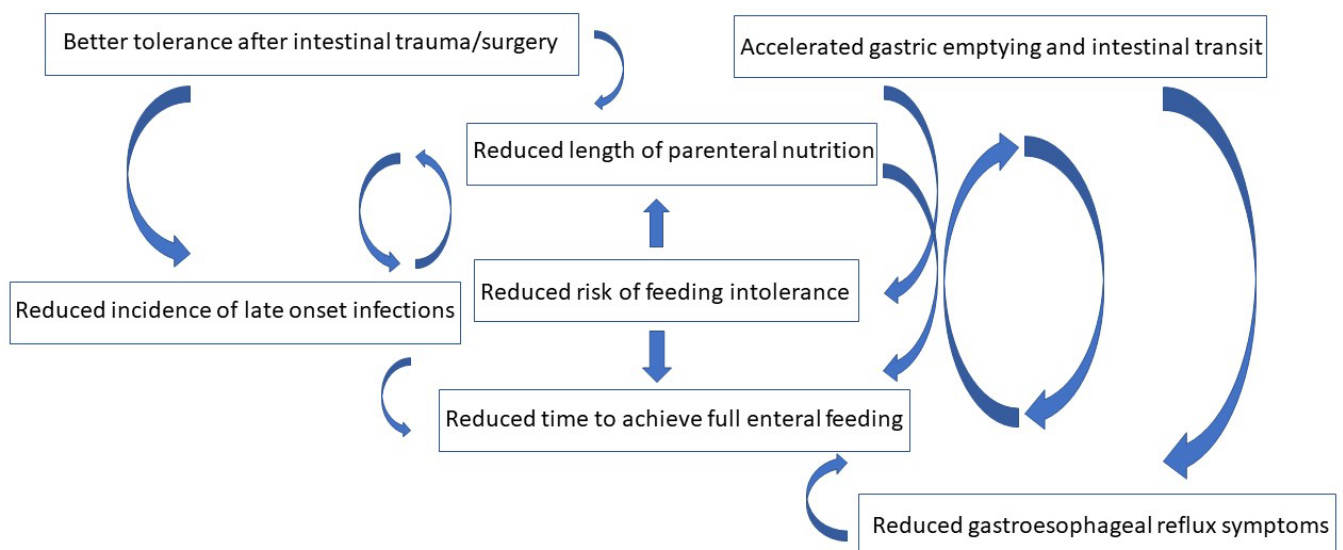 Better tolerance after intestinal trauma/surgery
Accelerated gastric emptying and intestinal transit
Reduced length of parenteral nutrition
Reduced risk of feeding intolerance
Reduced incidence of late onset infections
Reduced time to achieve full enteral feeding
Reduced gastroesophageal reflux symptoms